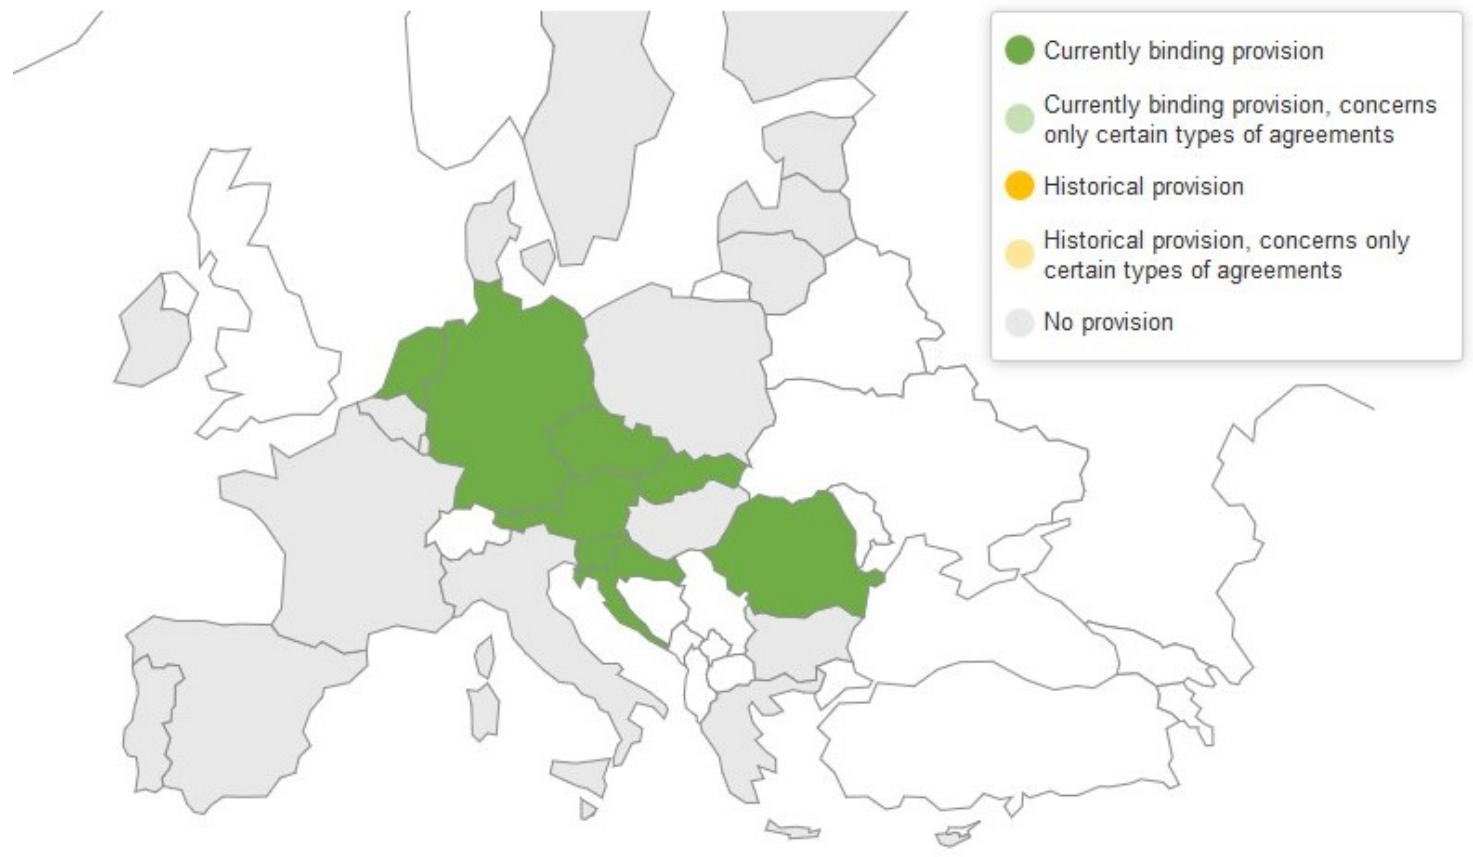 Currently binding provision
Currently binding provision, concerns
only certain types of agreements
Historical provision
Historical provision, concerns only
certain types of agreements
No provision